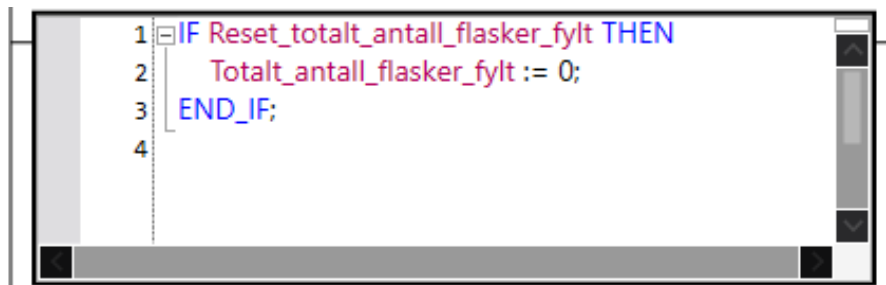 1 IF Reset_totalt_antall_flasker_fylt THEN
2 Totalt_antall_flasker_fylt := 0;
3 END_IF;
4